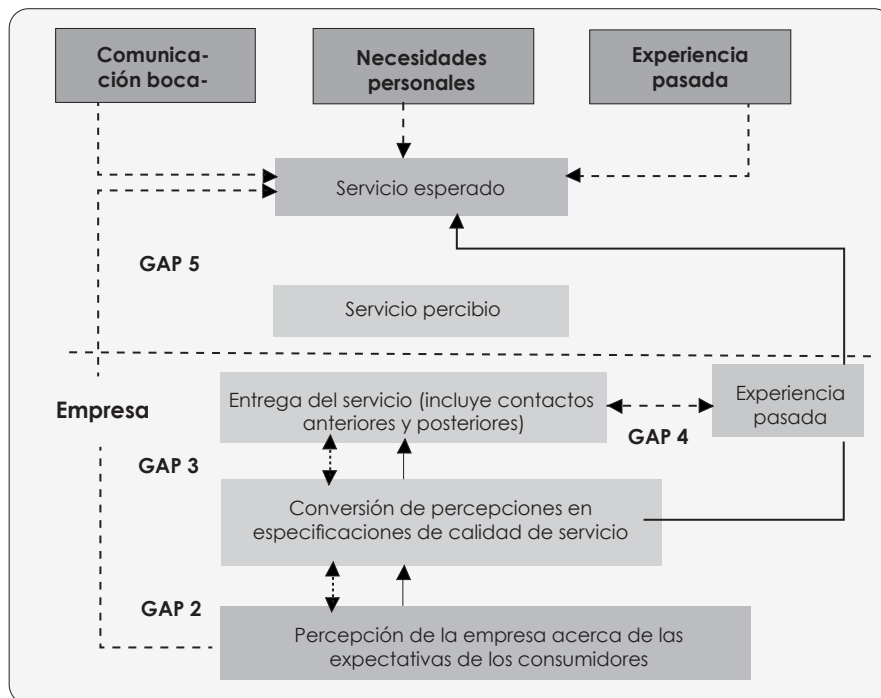 Comunica-
ción boca-
Necesidades
personales
Experiencia
pasada
Servicio esperado
GAP 5
Servicio percibio
Empresa
Entrega del servicio (incluye contactos
anteriores y posteriores)
Experiencia
pasada
GAP 4
GAP 3
Conversión de percepciones en
especificaciones de calidad de servicio
GAP 2
Percepción de la empresa acerca de las
expectativas de los consumidores